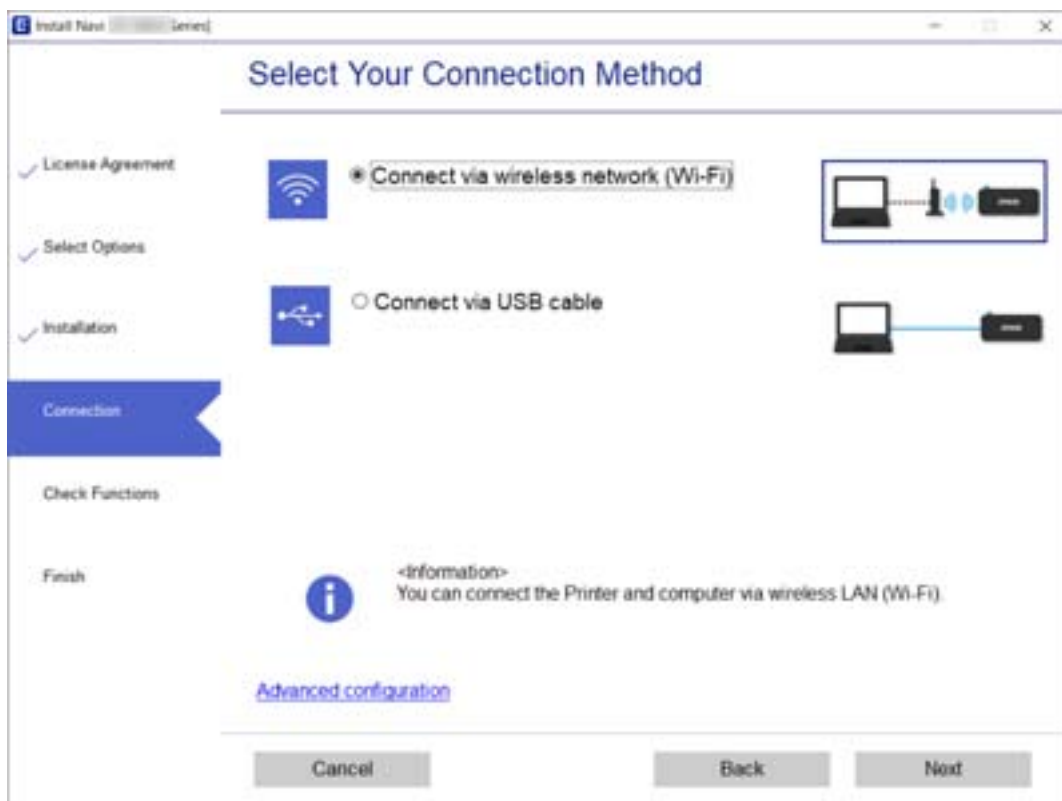 Install Navi Series]
Select Your Connection Method
License Agreement
Select Options
Installation
Connection
Check Functions
Finish
Connect via wireless network (Wi-Fi)
Connect via USB cable
<Information>
You can connect the Printer and computer via wireless LAN (Wi-Fi).
Advanced configuration
Cancel
Back
Next